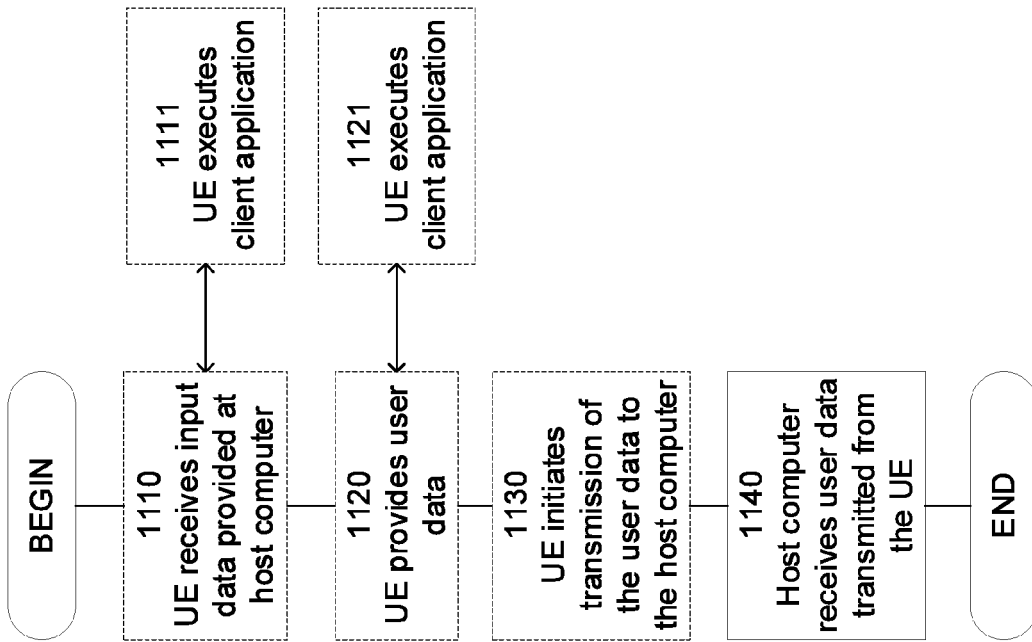 BEGIN
1110
UE receives input
data provided at
host computer
1111
UE executes
client application
1120
UE provides user
data
1121
UE executes
client application
1130
UE initiates
transmission of
the user data to
the host computer
1140
Host computer
receives user data
transmitted from
the UE
END